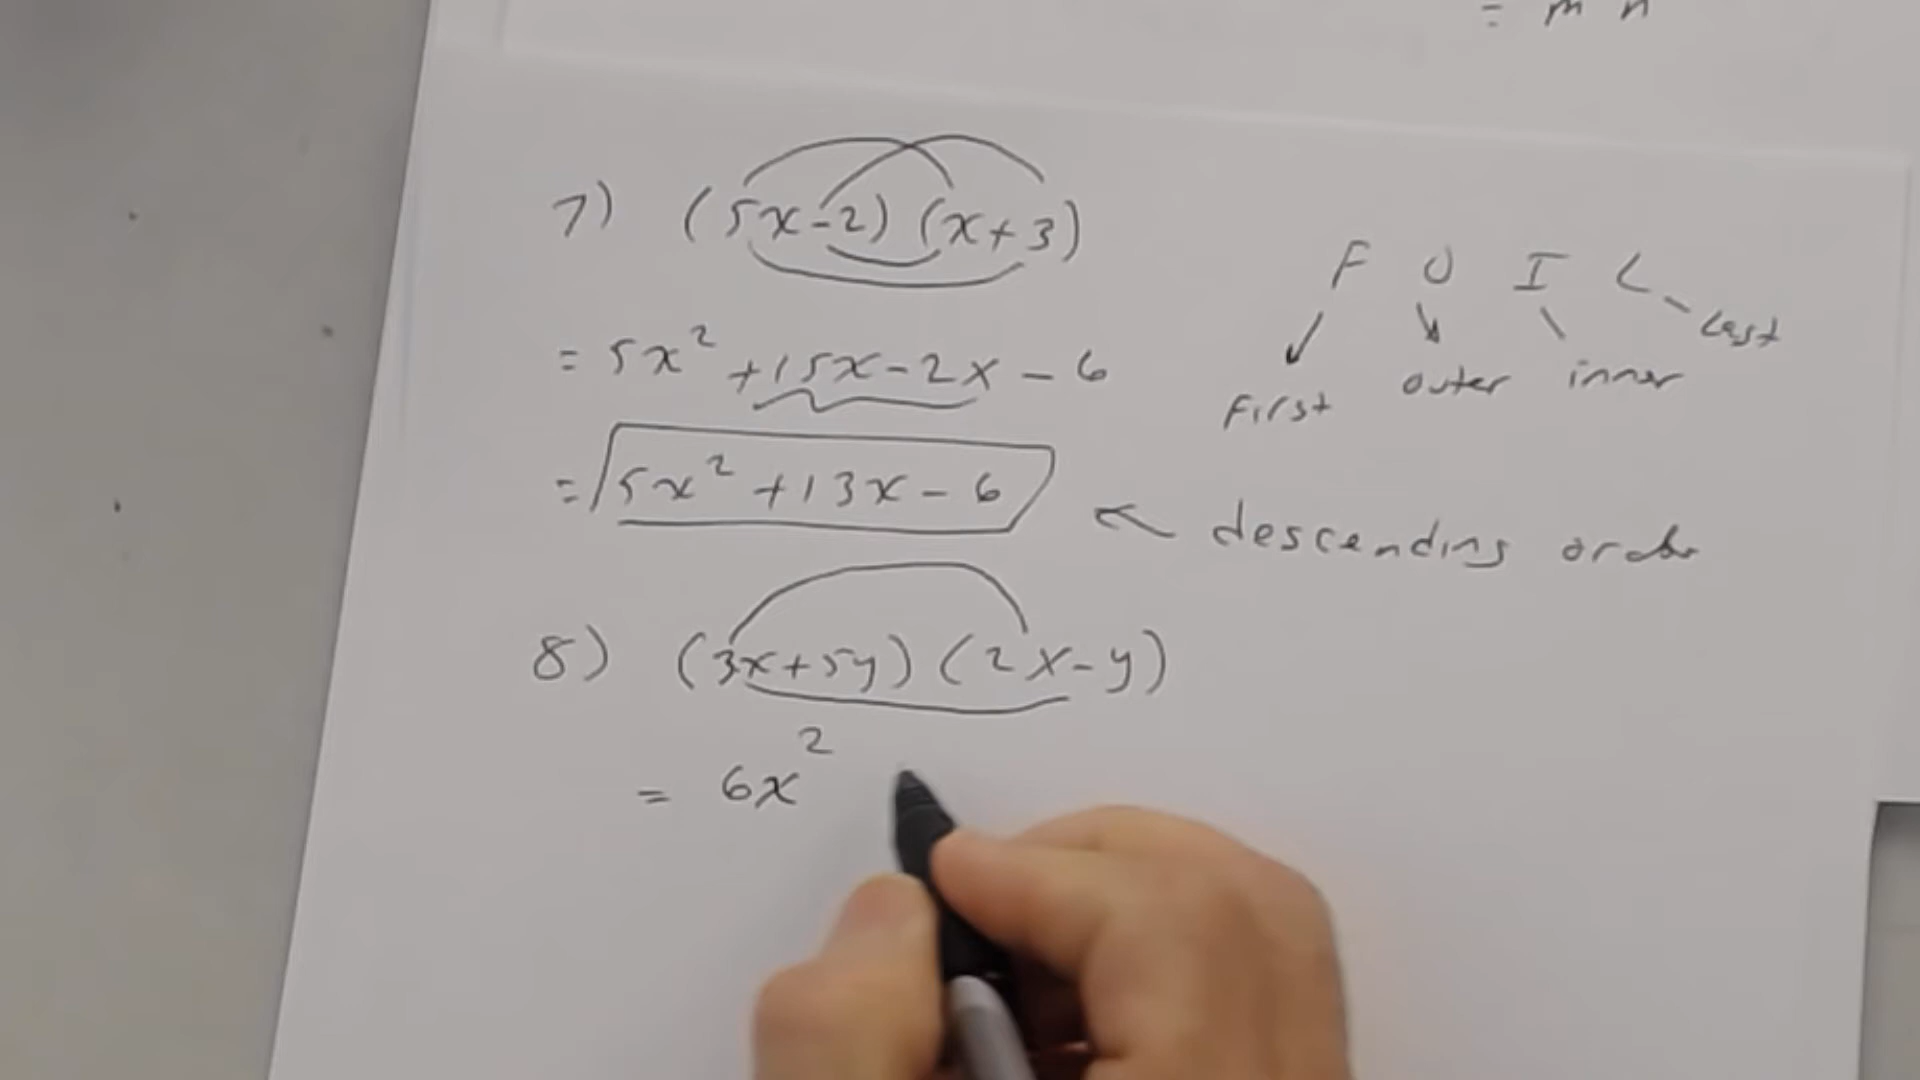 = m n
7) (5x-2) (x+3)
F O I L
Last
= 5x² +15x-2x - 6
First outer inner
= 5x² +13x - 6
descending order
8) (3x+5y) (2x-y)
= 6x²